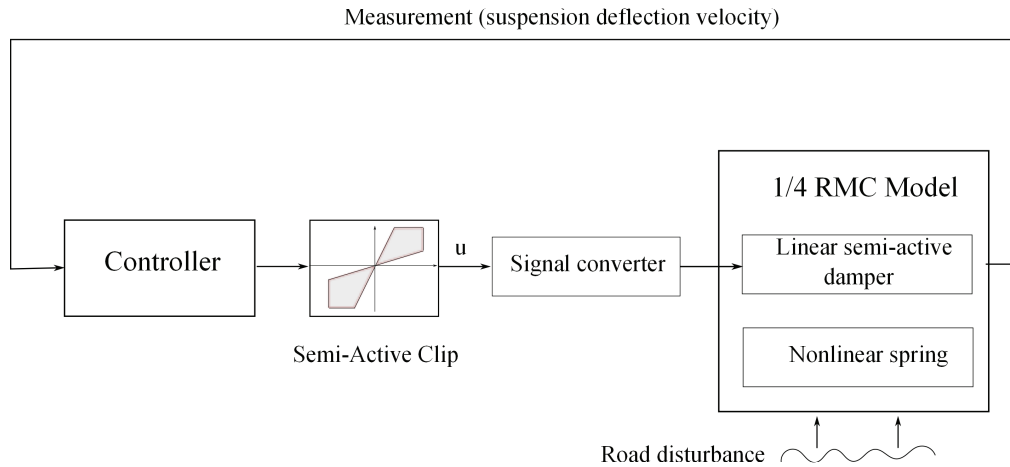 Measurement (suspension deflection velocity)
1/4 RMC Model
Controller
u
Signal converter
Linear semi-active
damper
Semi-Active Clip
Nonlinear spring
Road disturbance